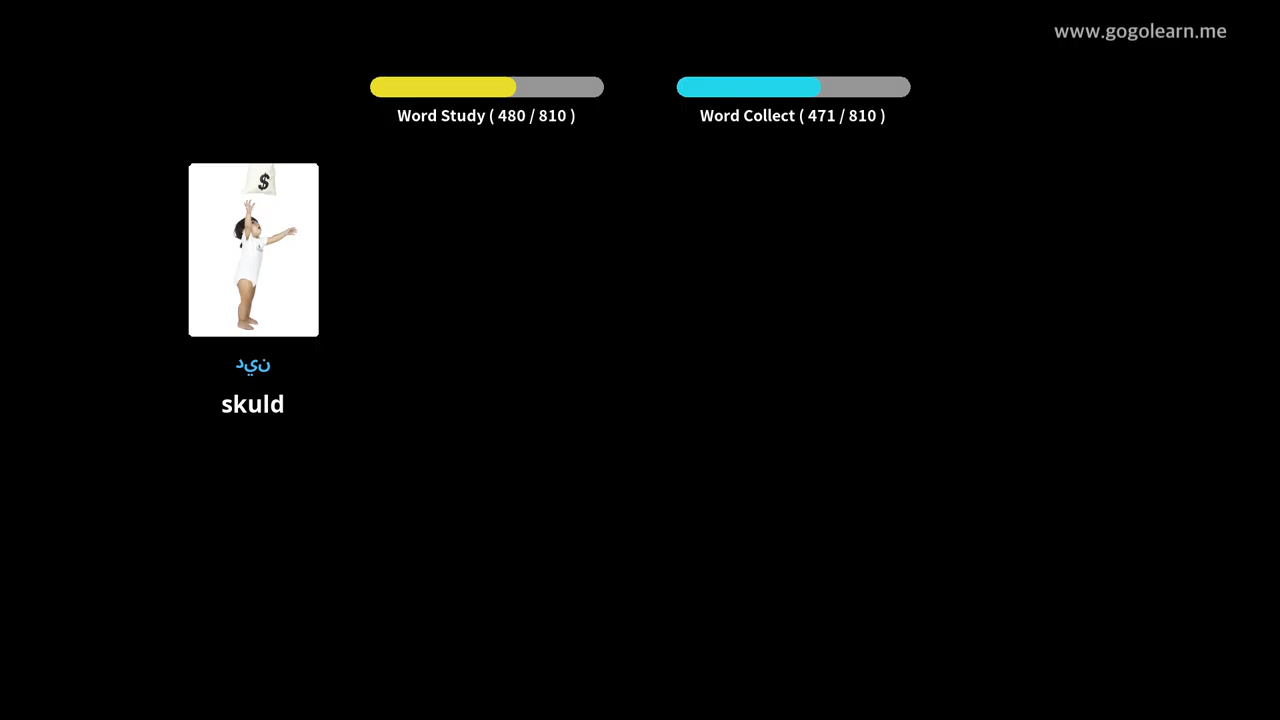 www.gogolearn.me
Word Study ( 480 / 810 )
Word Collect ( 471 / 810 )
$
دين
skuld